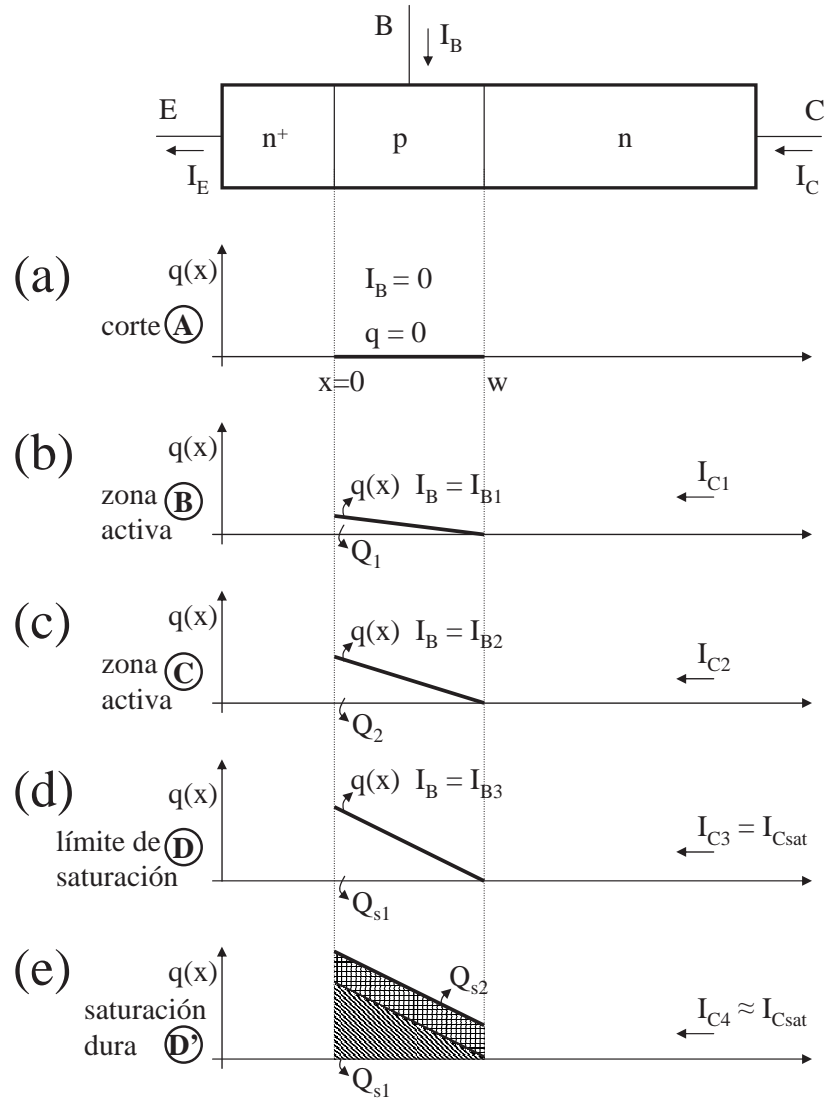 B
I_B
E
C
n⁺
p
n
I_E
I_C
(a)
q(x)
I_B = 0
corte A
q = 0
x=0
w
(b)
q(x)
I_C1
zona B
activa
q(x) I_B = I_B1
Q_1
(c)
q(x)
q(x) I_B = I_B2
zona C
activa
I_C2
Q_2
(d)
q(x)
q(x) I_B = I_B3
límite de D
saturación
I_C3 = I_Csat
Q_s1
(e)
q(x)
Q_s2
saturación
dura D'
I_C4 ≈ I_Csat
Q_s1